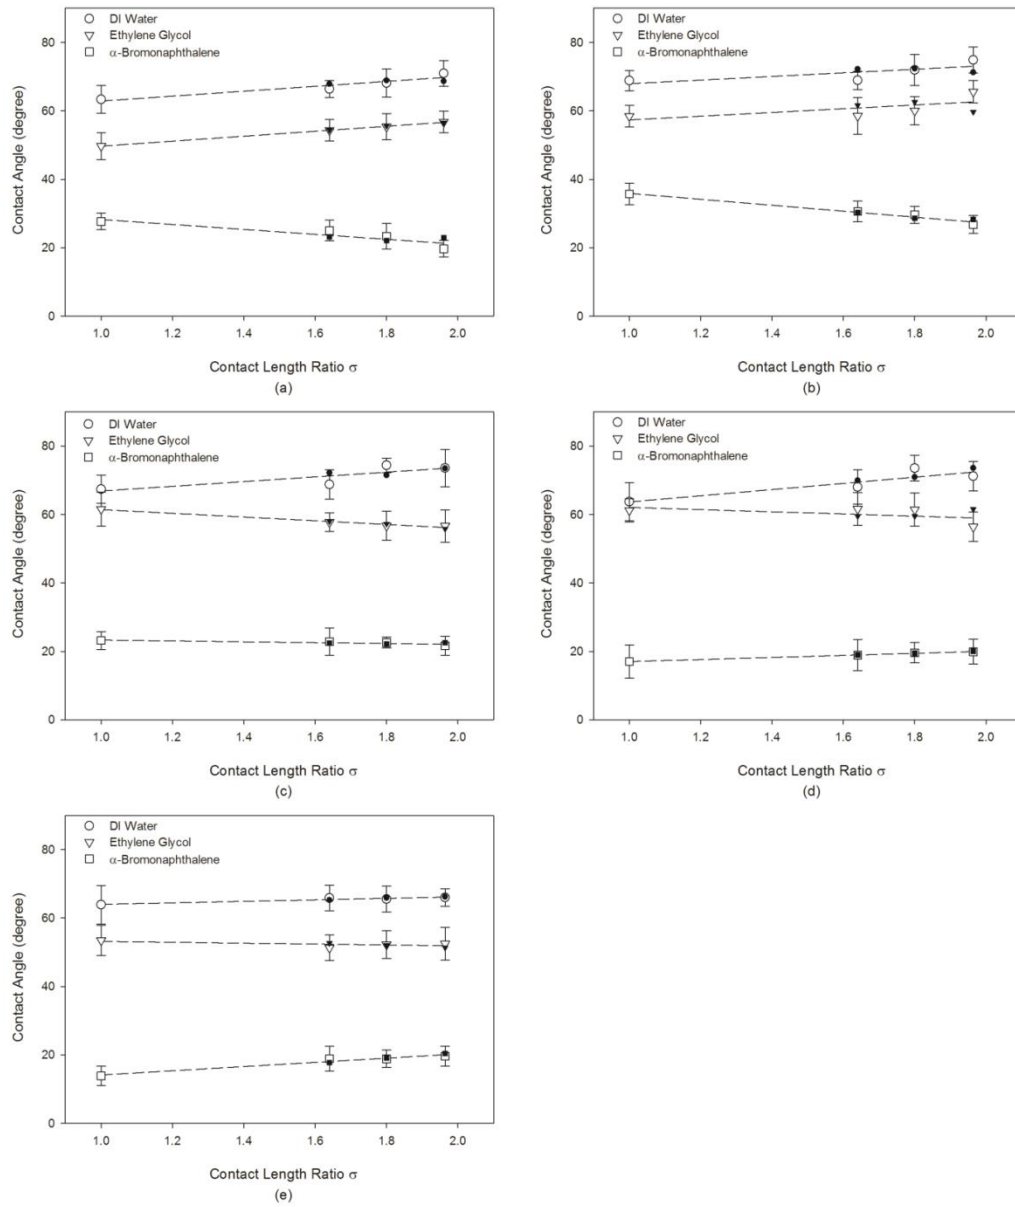 DI Water
Ethylene Glycol
α-Bromonaphthalene
80
60
40
20
0
Contact Angle (degree)
1.0 1.2 1.4 1.6 1.8 2.0
Contact Length Ratio σ
(a)
DI Water
Ethylene Glycol
α-Bromonaphthalene
80
60
40
20
0
Contact Angle (degree)
1.0 1.2 1.4 1.6 1.8 2.0
Contact Length Ratio σ
(b)
DI Water
Ethylene Glycol
α-Bromonaphthalene
80
60
40
20
0
Contact Angle (degree)
1.0 1.2 1.4 1.6 1.8 2.0
Contact Length Ratio σ
(c)
DI Water
Ethylene Glycol
α-Bromonaphthalene
80
60
40
20
0
Contact Angle (degree)
1.0 1.2 1.4 1.6 1.8 2.0
Contact Length Ratio σ
(d)
DI Water
Ethylene Glycol
α-Bromonaphthalene
80
60
40
20
0
Contact Angle (degree)
1.0 1.2 1.4 1.6 1.8 2.0
Contact Length Ratio σ
(e)